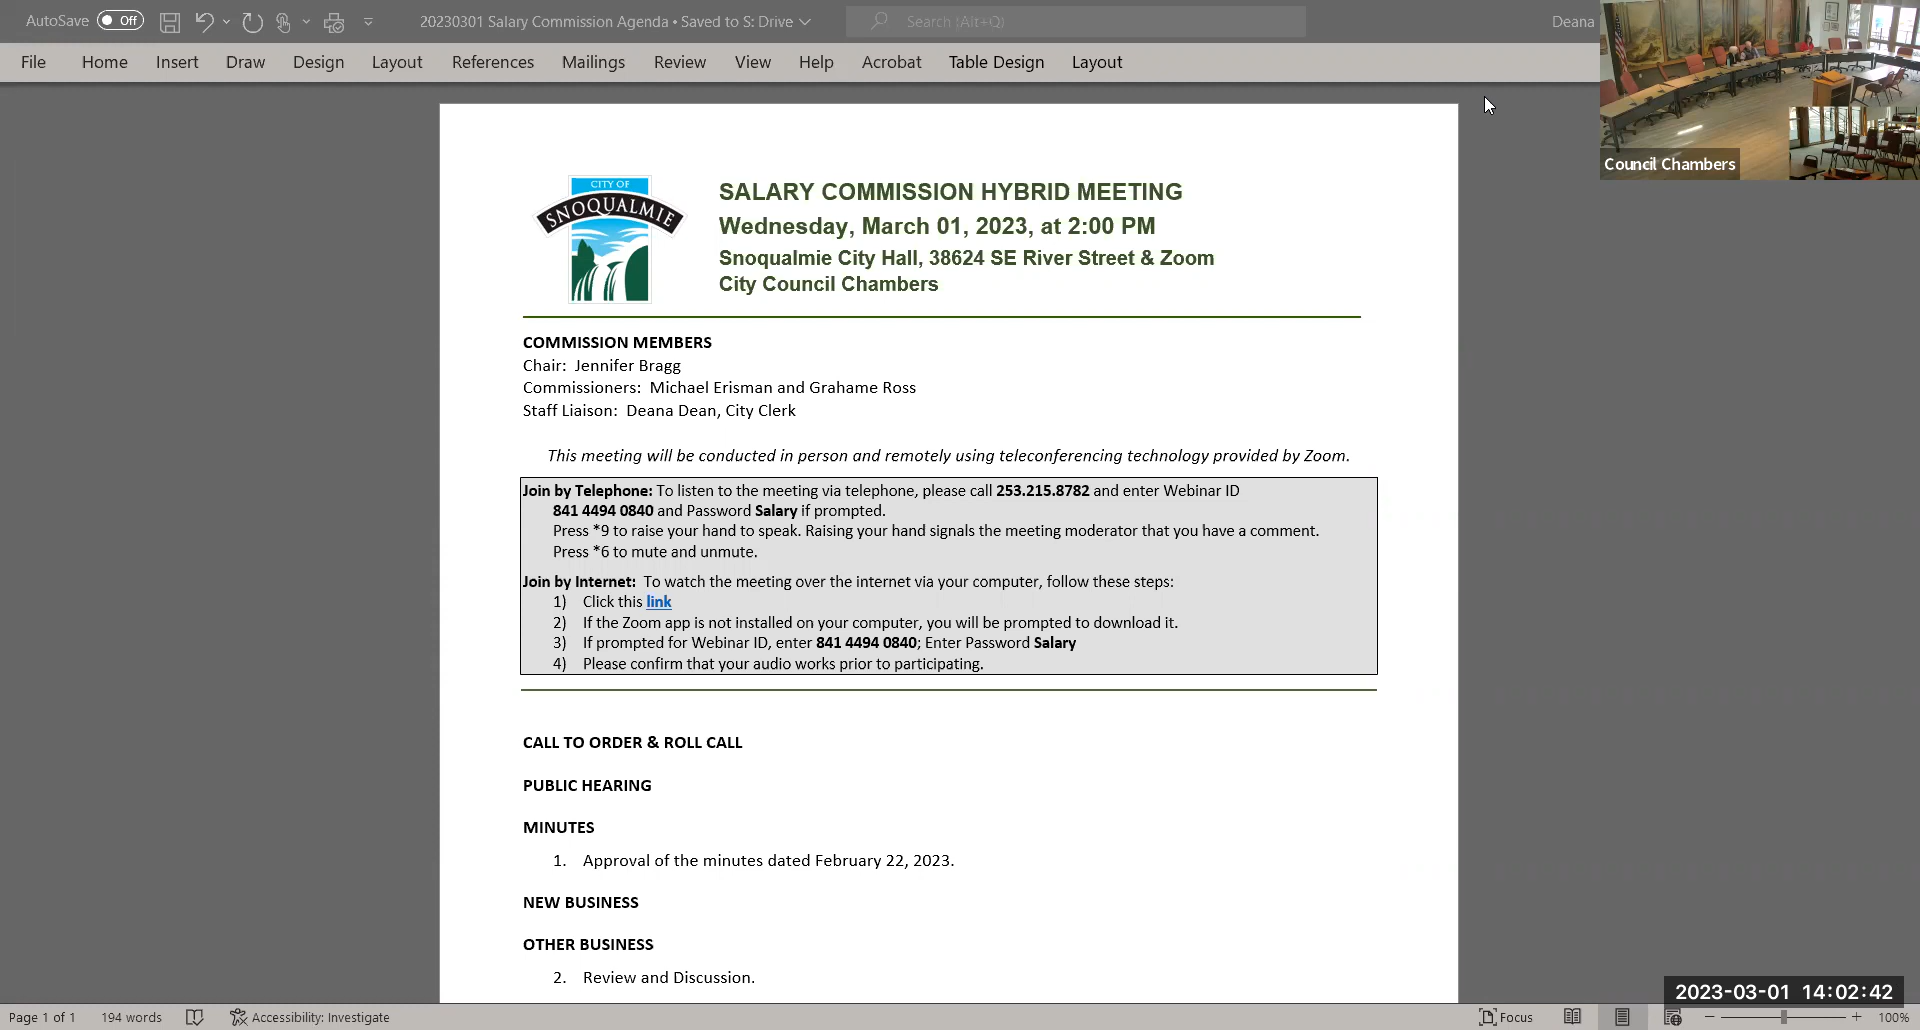 AutoSave Off 20230301 Salary Commission Agenda • Saved to S: Drive Search (Alt+Q) Deana
File Home Insert Draw Design Layout References Mailings Review View Help Acrobat Table Design Layout
Council Chambers
CITY OF
SNOQUALMIE
SALARY COMMISSION HYBRID MEETING
Wednesday, March 01, 2023, at 2:00 PM
Snoqualmie City Hall, 38624 SE River Street & Zoom
City Council Chambers
COMMISSION MEMBERS
Chair: Jennifer Bragg
Commissioners: Michael Erisman and Grahame Ross
Staff Liaison: Deana Dean, City Clerk
This meeting will be conducted in person and remotely using teleconferencing technology provided by Zoom.
Join by Telephone: To listen to the meeting via telephone, please call 253.215.8782 and enter Webinar ID
841 4494 0840 and Password Salary if prompted.
Press *9 to raise your hand to speak. Raising your hand signals the meeting moderator that you have a comment.
Press *6 to mute and unmute.
Join by Internet: To watch the meeting over the internet via your computer, follow these steps:
1) Click this link
2) If the Zoom app is not installed on your computer, you will be prompted to download it.
3) If prompted for Webinar ID, enter 841 4494 0840; Enter Password Salary
4) Please confirm that your audio works prior to participating.
CALL TO ORDER & ROLL CALL
PUBLIC HEARING
MINUTES
1. Approval of the minutes dated February 22, 2023.
NEW BUSINESS
OTHER BUSINESS
2. Review and Discussion.
2023-03-01 14:02:42
Page 1 of 1 194 words Accessibility: Investigate Focus 100%